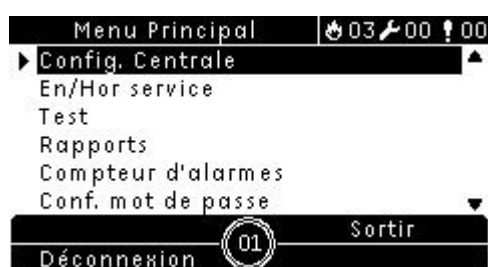 Menu Principal 03 00 00
Config. Centrale
En/Hor service
Test
Rapports
Compteur d'alarmes
Conf. mot de passe
Sortir
01
Déconnexion